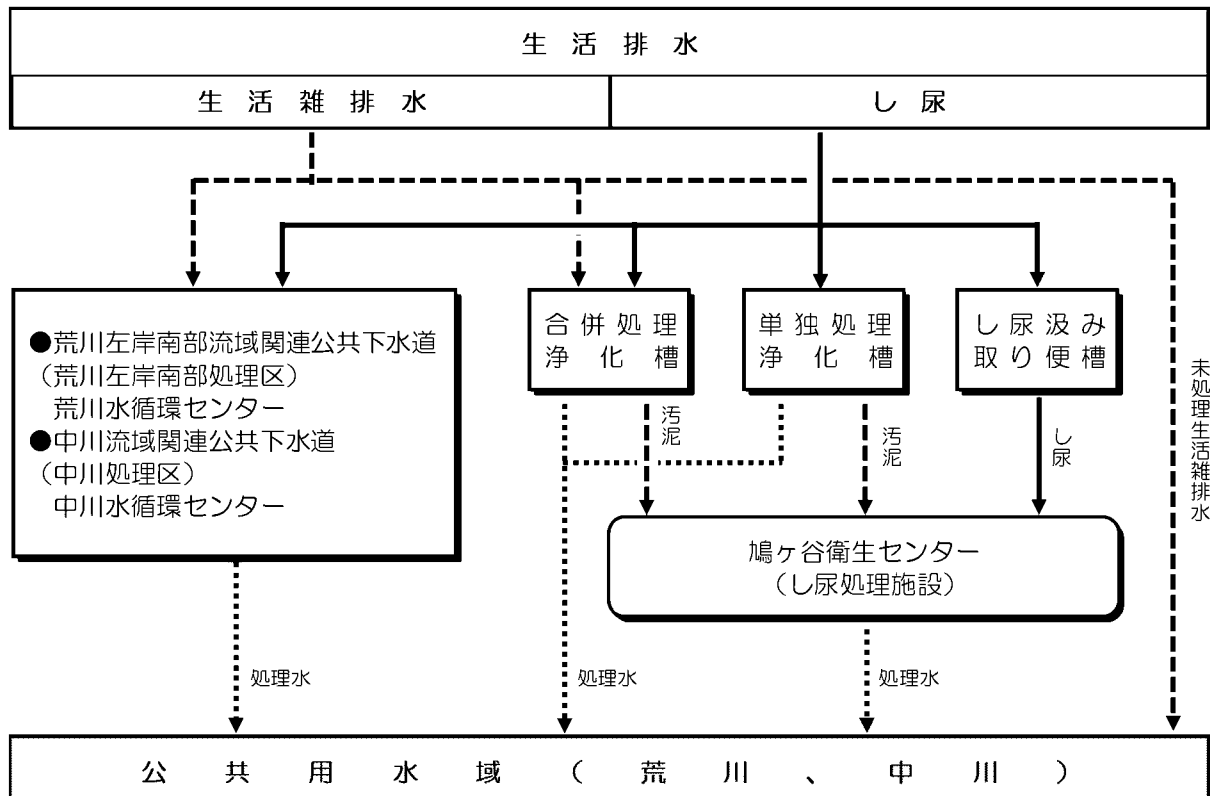 生活排水
生活雑排水
し尿
●荒川左岸南部流域関連公共下水道
（荒川左岸南部処理区）
荒川水循環センター
●中川流域関連公共下水道
（中川処理区）
中川水循環センター
合併処理
浄化槽
単独処理
浄化槽
し尿汲み
取り便槽
汚泥
汚泥
し尿
未処理生活雑排水
鳩ヶ谷衛生センター
（し尿処理施設）
処理水
処理水
処理水
公共用水域（荒川、中川）